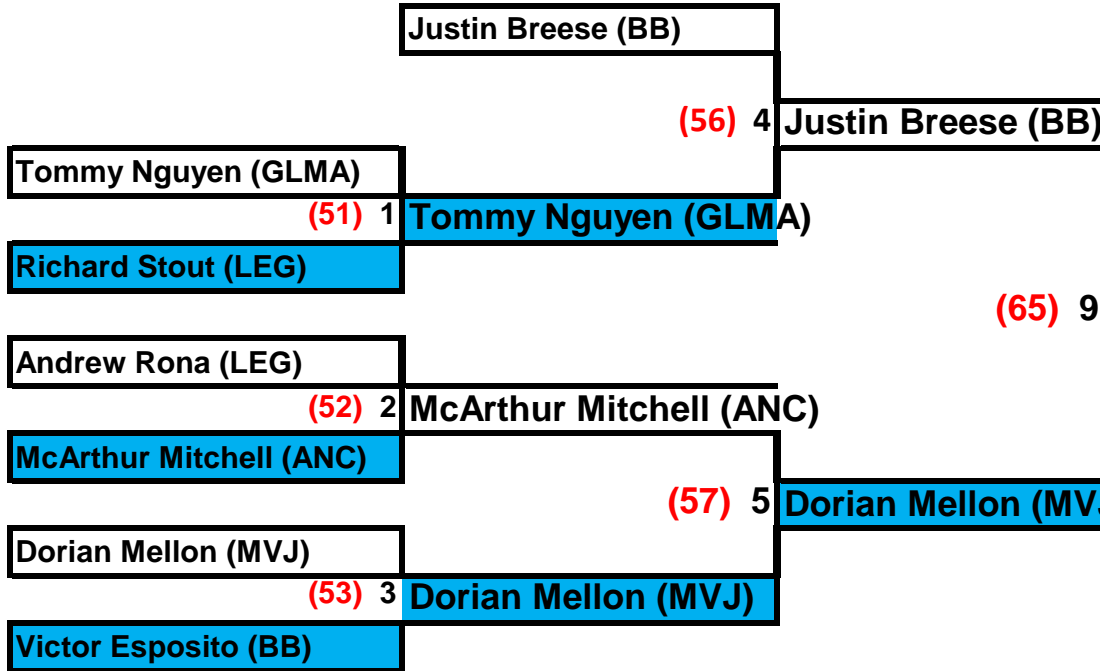 Justin Breese (BB)
(56) 4 Justin Breese (BB)
Tommy Nguyen (GLMA)
(51) 1 Tommy Nguyen (GLMA)
Richard Stout (LEG)
(65) 9
Andrew Rona (LEG)
(52) 2 McArthur Mitchell (ANC)
McArthur Mitchell (ANC)
(57) 5 Dorian Mellon (MVJ
Dorian Mellon (MVJ)
(53) 3 Dorian Mellon (MVJ)
Victor Esposito (BB)